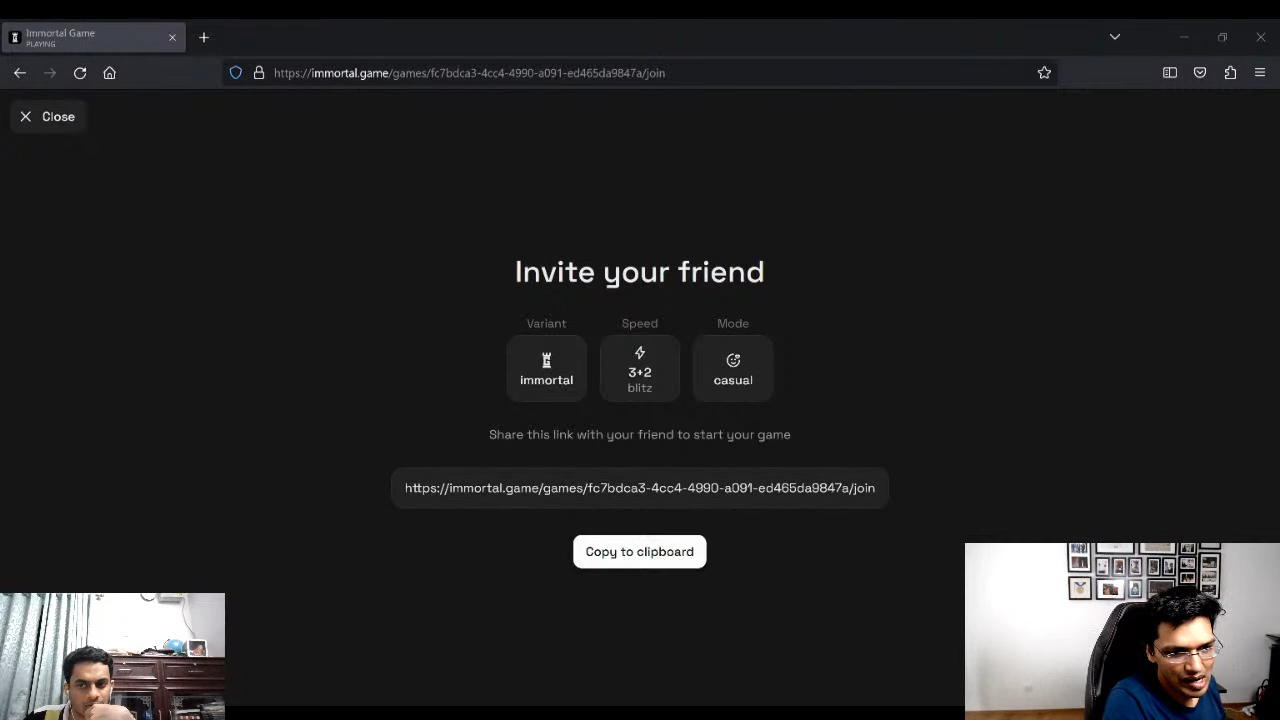 Immortal Game
PLAYING
https://immortal.game/games/fc7bdca3-4cc4-4990-a091-ed465da9847a/join
Close
Invite your friend
Variant
Speed
Mode
immortal
3+2
blitz
casual
Share this link with your friend to start your game
https://immortal.game/games/fc7bdca3-4cc4-4990-a091-ed465da9847a/join
Copy to clipboard